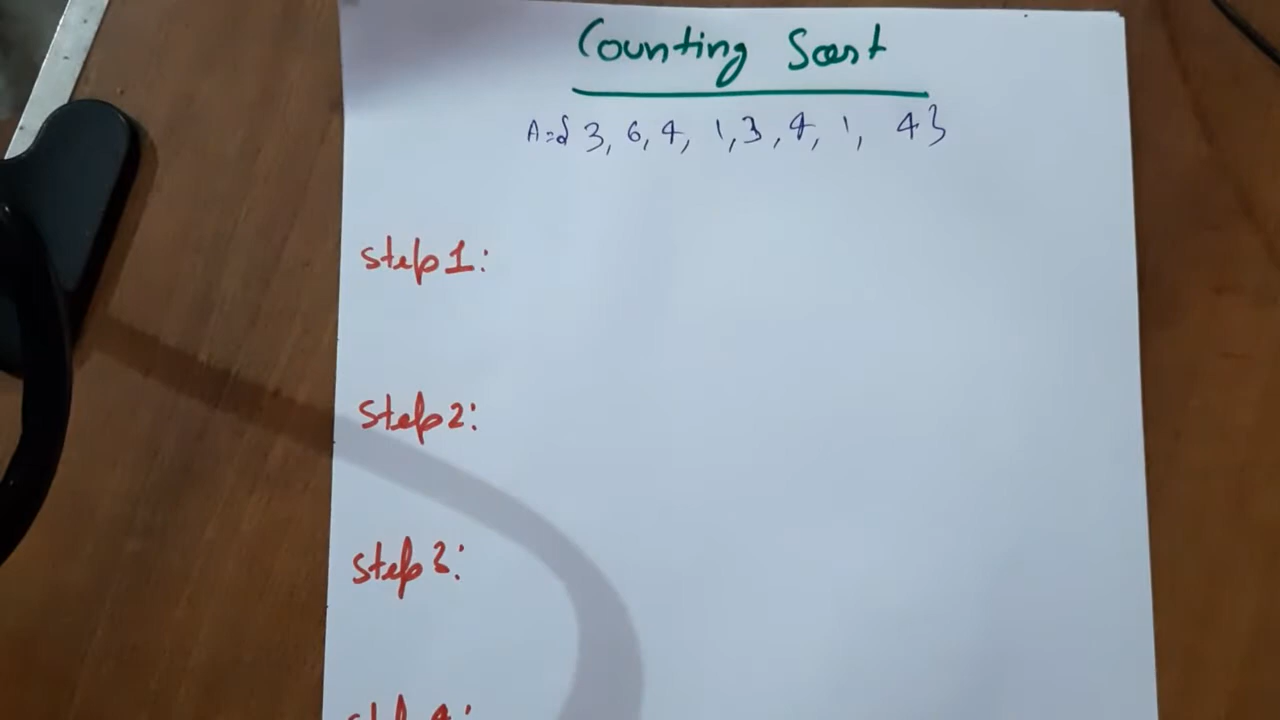 Counting Sort
A={ 3, 6, 4, 1, 3, 4, 1, 4}
Step 1:
Step 2:
Step 3: